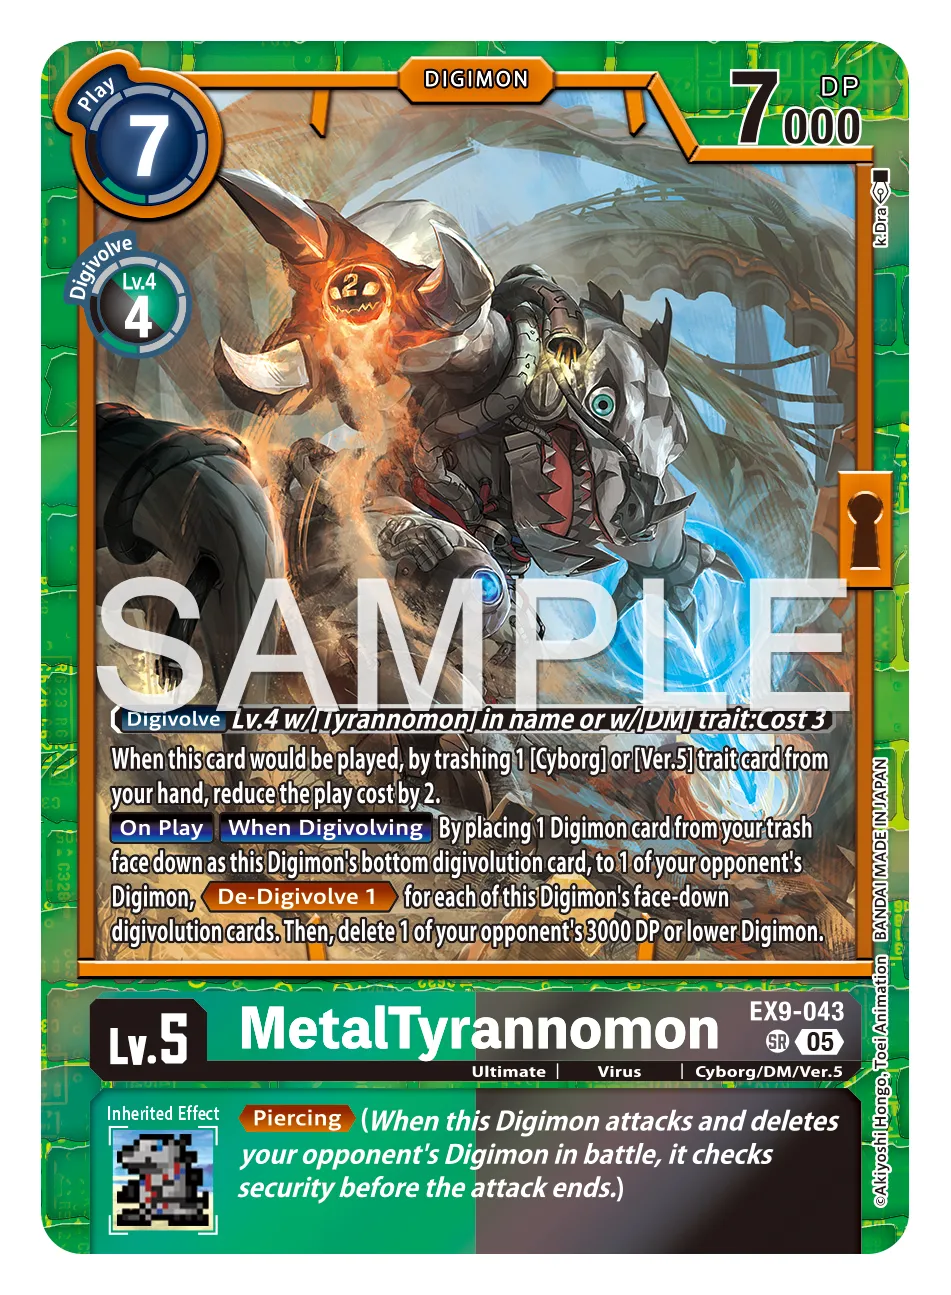 DIGIMON
Play
7
DP
7000
Digivolve
Lv.4
4
k.Dra
2
SAMPLE
Digivolve Lv.4 w/[Tyrannomon] in name or w/[DM] trait:Cost 3
When this card would be played, by trashing 1 [Cyborg] or [Ver.5] trait card from
your hand, reduce the play cost by 2.
On Play When Digivolving By placing 1 Digimon card from your trash
face down as this Digimon's bottom digivolution card, to 1 of your opponent's
Digimon, De-Digivolve 1 for each of this Digimon's face-down
digivolution cards. Then, delete 1 of your opponent's 3000 DP or lower Digimon.
©Akiyoshi Hongo, Toei Animation BANDAI MADE IN JAPAN
Lv.5
MetalTyrannomon
EX9-043
SR 05
Ultimate | Virus | Cyborg/DM/Ver.5
Inherited Effect
Piercing (When this Digimon attacks and deletes
your opponent's Digimon in battle, it checks
security before the attack ends.)